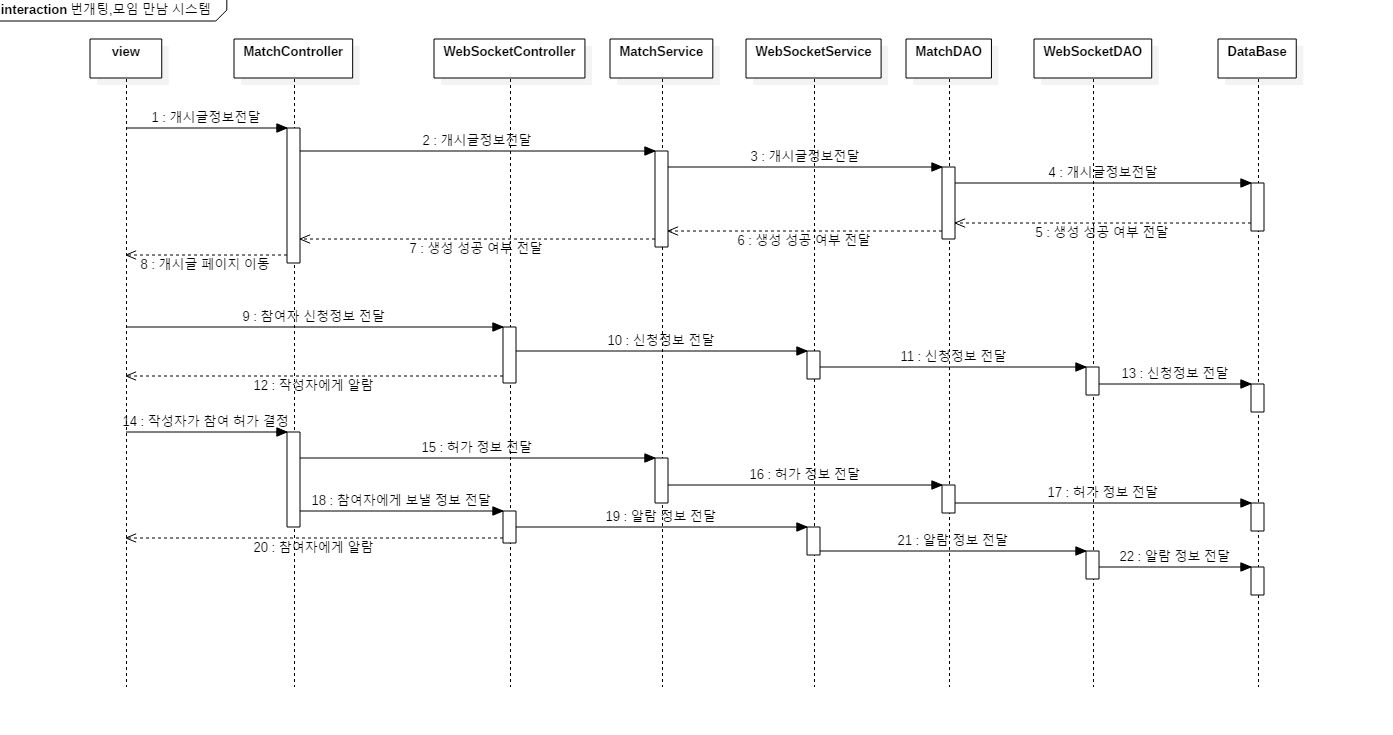 interaction 번개팅,모임 만남 시스템
view
MatchController
WebSocketController
MatchService
WebSocketService
MatchDAO
WebSocketDAO
DataBase
1 : 개시글정보전달
2 : 개시글정보전달
3 : 개시글정보전달
4 : 개시글정보전달
5 : 생성 성공 여부 전달
6 : 생성 성공 여부 전달
7 : 생성 성공 여부 전달
8 : 개시글 페이지 이동
9 : 참여자 신청정보 전달
10 : 신청정보 전달
11 : 신청정보 전달
12 : 작성자에게 알람
13 : 신청정보 전달
14 : 작성자가 참여 허가 결정
15 : 허가 정보 전달
16 : 허가 정보 전달
17 : 허가 정보 전달
18 : 참여자에게 보낼 정보 전달
19 : 알람 정보 전달
20 : 참여자에게 알람
21 : 알람 정보 전달
22 : 알람 정보 전달